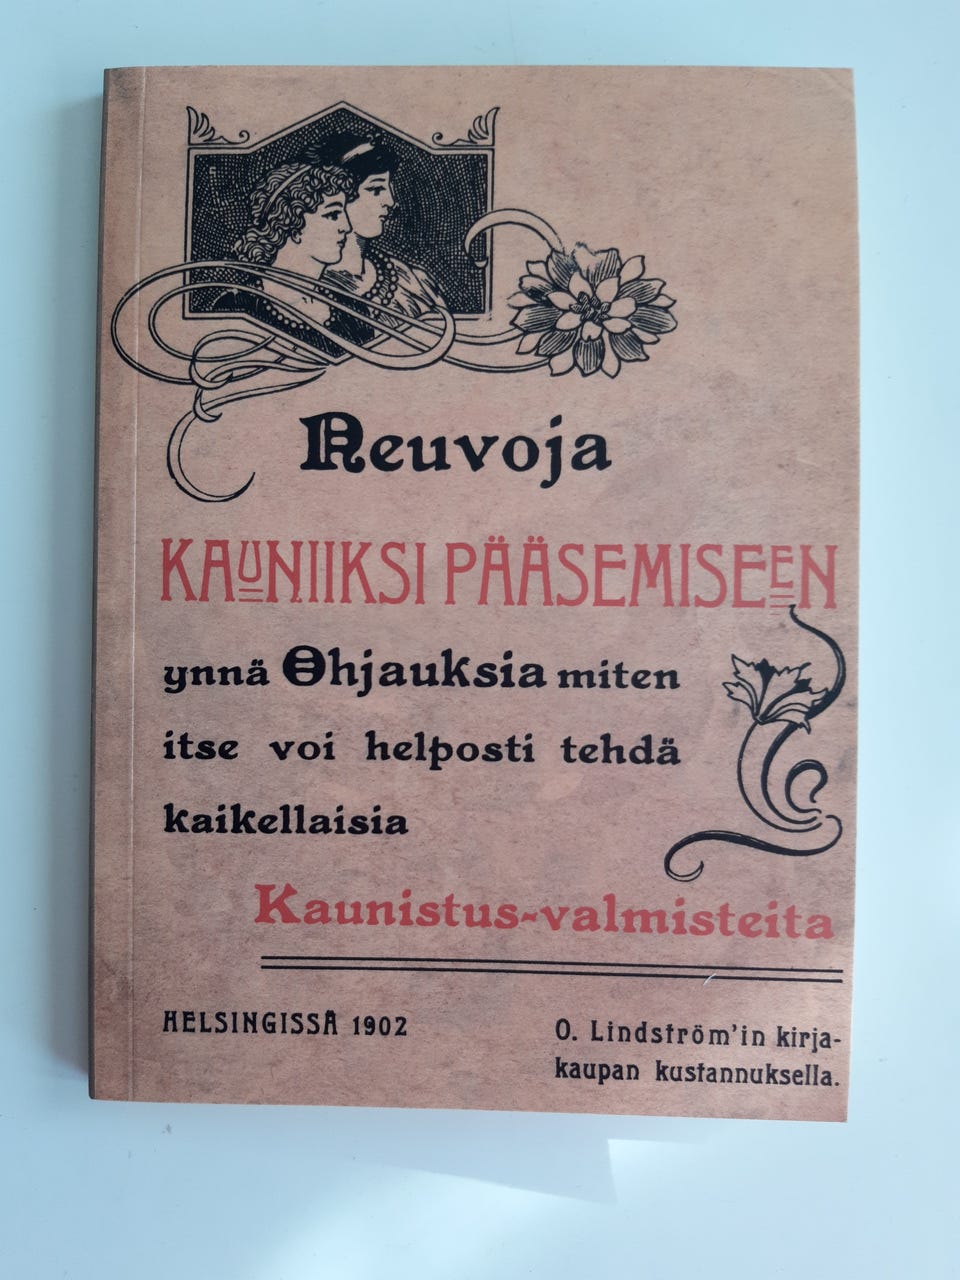 Neuvoja
KAUNIIKSI PÄÄSEMISEEN
ynnä Ohjauksia miten
itse voi helposti tehdä
kaikellaisia
Kaunistus-valmisteita
HELSINGISSÄ 1902
O. Lindström'in kirja-
kaupan kustannuksella.